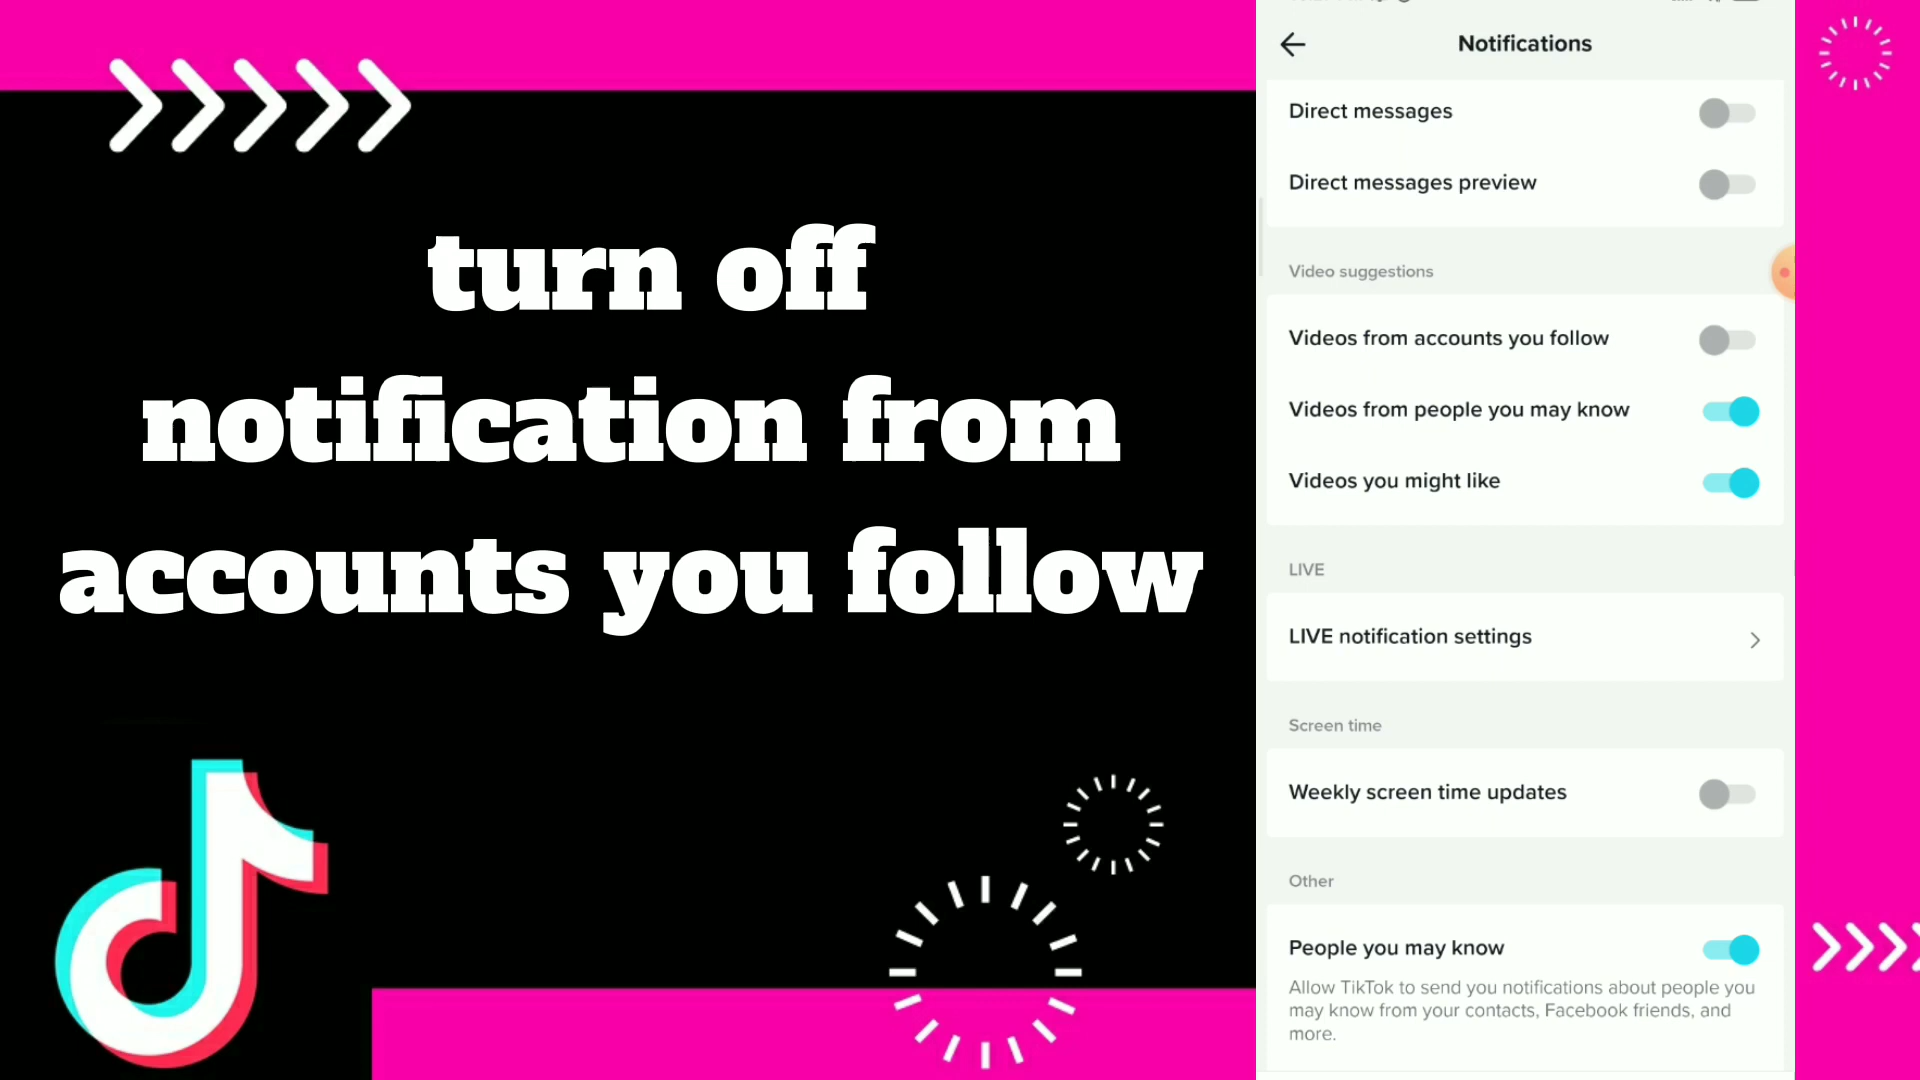 turn off
notification from
accounts you follow
Notifications
Direct messages
Direct messages preview
Video suggestions
Videos from accounts you follow
Videos from people you may know
Videos you might like
LIVE
LIVE notification settings
Screen time
Weekly screen time updates
Other
People you may know
Allow TikTok to send you notifications about people you
may know from your contacts, Facebook friends, and
more.